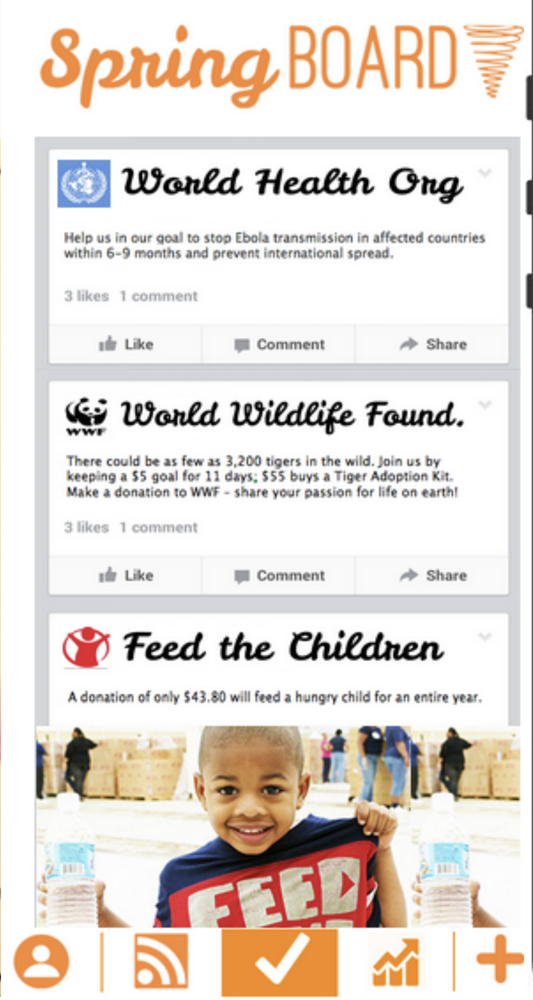 Spring BOARD
World Health Org
Help us in our goal to stop Ebola transmission in affected countries
within 6-9 months and prevent international spread.
3 likes 1 comment
Like Comment Share
WWF
World Wildlife Found.
There could be as few as 3,200 tigers in the wild. Join us by
keeping a $5 goal for 11 days; $55 buys a Tiger Adoption Kit.
Make a donation to WWF - share your passion for life on earth!
3 likes 1 comment
Like Comment Share
Feed the Children
A donation of only $43.80 will feed a hungry child for an entire year.
FEED